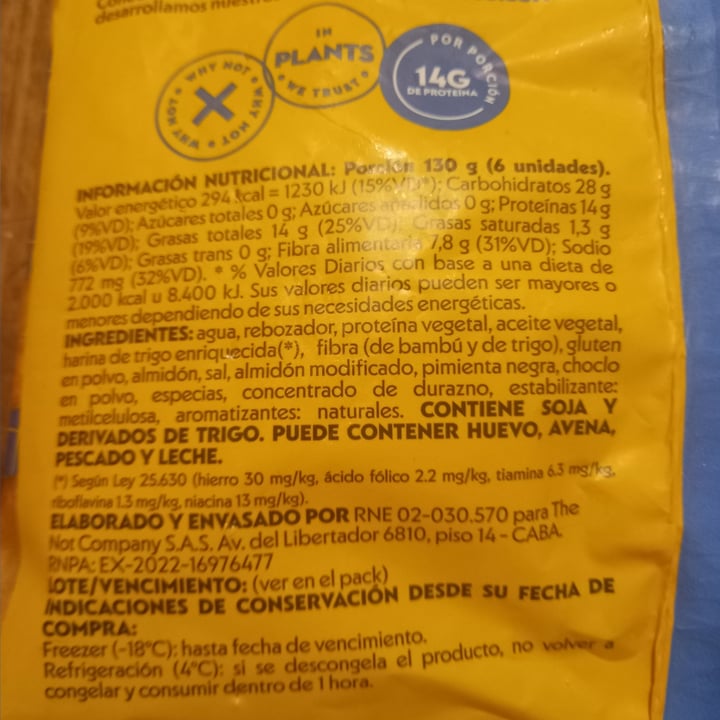 desarrollamos
WHY NOT WHY NOT WHY NOT
IN
PLANTS
WE TRUST
POR PORCIÓN
14G
DE PROTEÍNA
INFORMACIÓN NUTRICIONAL: Porción 130 g (6 unidades).
Valor energético 294 kcal = 1230 kJ (15%VD*); Carbohidratos 28 g
(9%VD); Azúcares totales 0 g; Azúcares añadidos 0 g; Proteínas 14 g
(19%VD); Grasas totales 14 g (25%VD); Grasas saturadas 1,3 g
(6%VD); Grasas trans 0 g; Fibra alimentaria 7,8 g (31%VD); Sodio
772 mg (32%VD). * % Valores Diarios con base a una dieta de
2.000 kcal u 8.400 kJ. Sus valores diarios pueden ser mayores o
menores dependiendo de sus necesidades energéticas.
INGREDIENTES: agua, rebozador, proteína vegetal, aceite vegetal,
harina de trigo enriquecida(*), fibra (de bambú y de trigo), gluten
en polvo, almidón, sal, almidón modificado, pimienta negra, choclo
en polvo, especias, concentrado de durazno, estabilizante:
metilcelulosa, aromatizantes: naturales. CONTIENE SOJA Y
DERIVADOS DE TRIGO. PUEDE CONTENER HUEVO, AVENA,
PESCADO Y LECHE.
(*) Según Ley 25.630 (hierro 30 mg/kg, ácido fólico 2.2 mg/kg, tiamina 6.3 mg/kg,
riboflavina 1.3 mg/kg, niacina 13 mg/kg).
ELABORADO Y ENVASADO POR RNE 02-030.570 para The
Not Company S.A.S. Av. del Libertador 6810, piso 14 - CABA.
RNPA: EX-2022-16976477
LOTE/VENCIMIENTO: (ver en el pack)
INDICACIONES DE CONSERVACIÓN DESDE SU FECHA DE
COMPRA:
Freezer (-18°C): hasta fecha de vencimiento.
Refrigeración (4°C): si se descongela el producto, no volver a
congelar y consumir dentro de 1 hora.